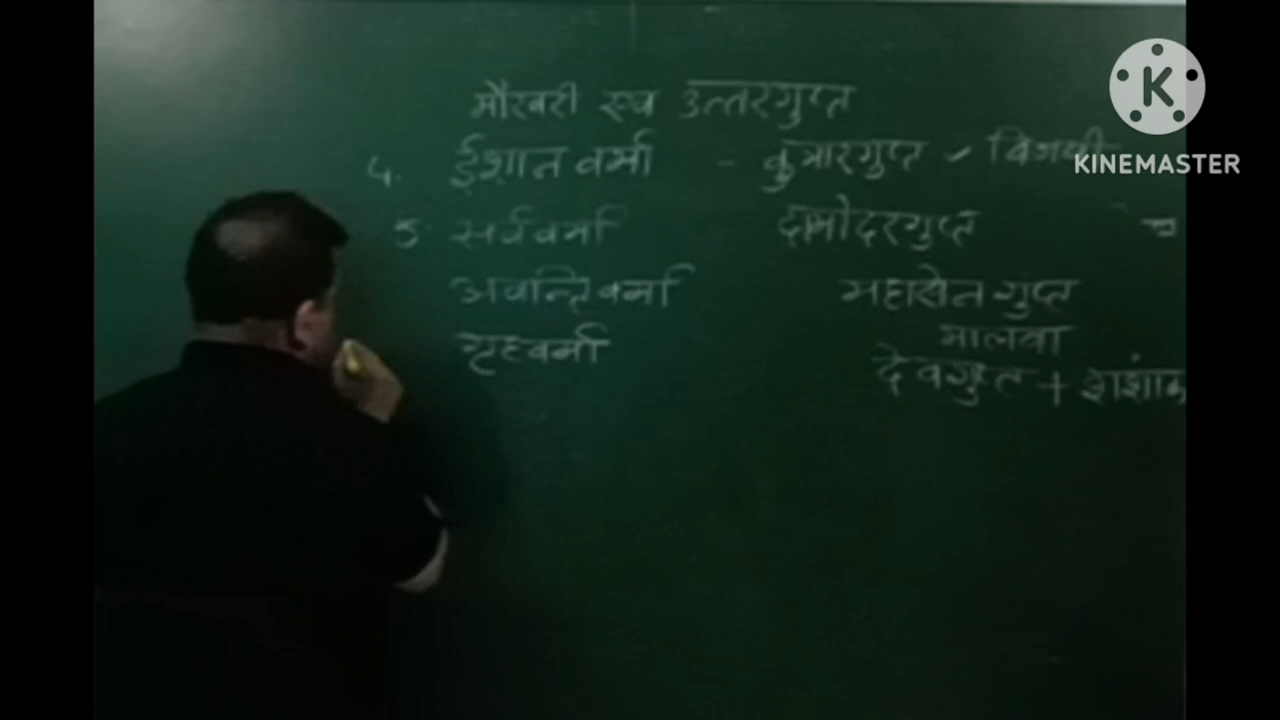 मौखरी एवं उत्तरगुप्त
4. ईशान वर्मा - कुमारगुप्त - विजयी
5 सर्ववर्मा दामोदरगुप्त
अवन्ति वर्मा महासेन गुप्त
गृहवर्मा मालवा
देवगुप्त + शशांक
KINEMASTER